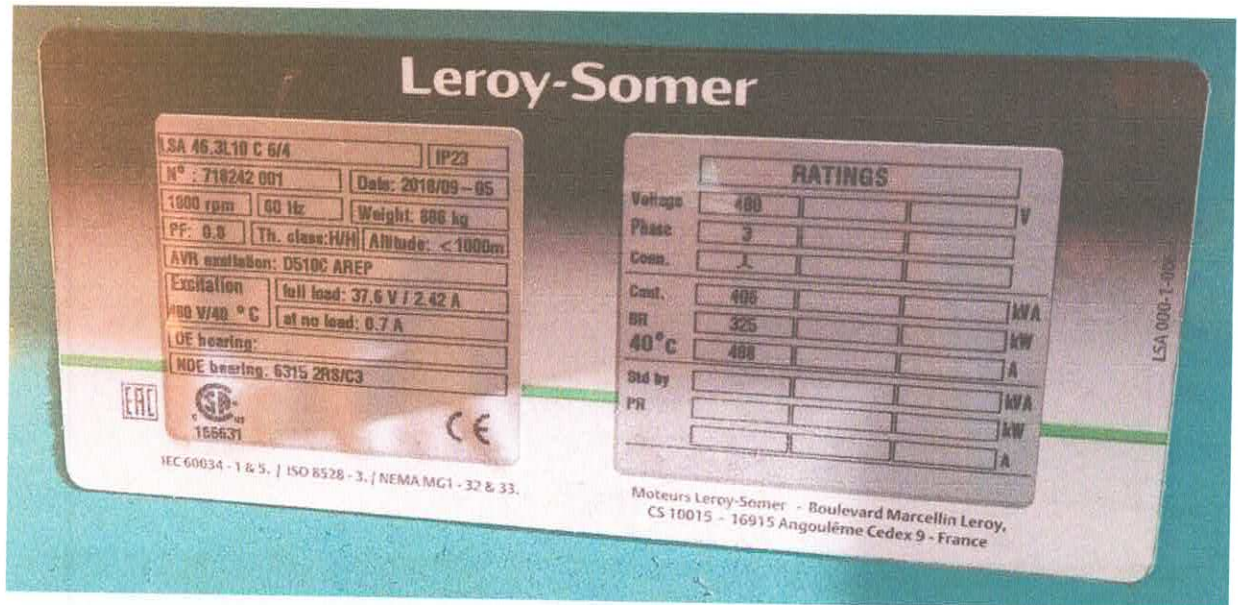 Leroy-Somer
LSA 46.3L10 C 6/4 IP23
N° : 718242 001 Date: 2018/09-05
1800 rpm 60 Hz Weight: 886 kg
PF: 0.8 Th. class:H/H Altitude: < 1000m
AVR excitation: D510C AREP
Excitation full load: 37.6 V / 2.42 A
480 V/40 °C at no load: 0.7 A
DE bearing:
NDE bearing: 6315 2RS/C3
EAC
C SA US
166631
CE
IEC 60034 - 1 & 5. / ISO 8528 - 3. / NEMA MG1 - 32 & 33.
RATINGS
Voltage 480 V
Phase 3
Conn.
Cont. 406 kVA
BR 325 kW
40°C 488 A
Std by kVA
PR kW
A
Moteurs Leroy-Somer - Boulevard Marcellin Leroy,
CS 10015 - 16915 Angoulême Cedex 9 - France